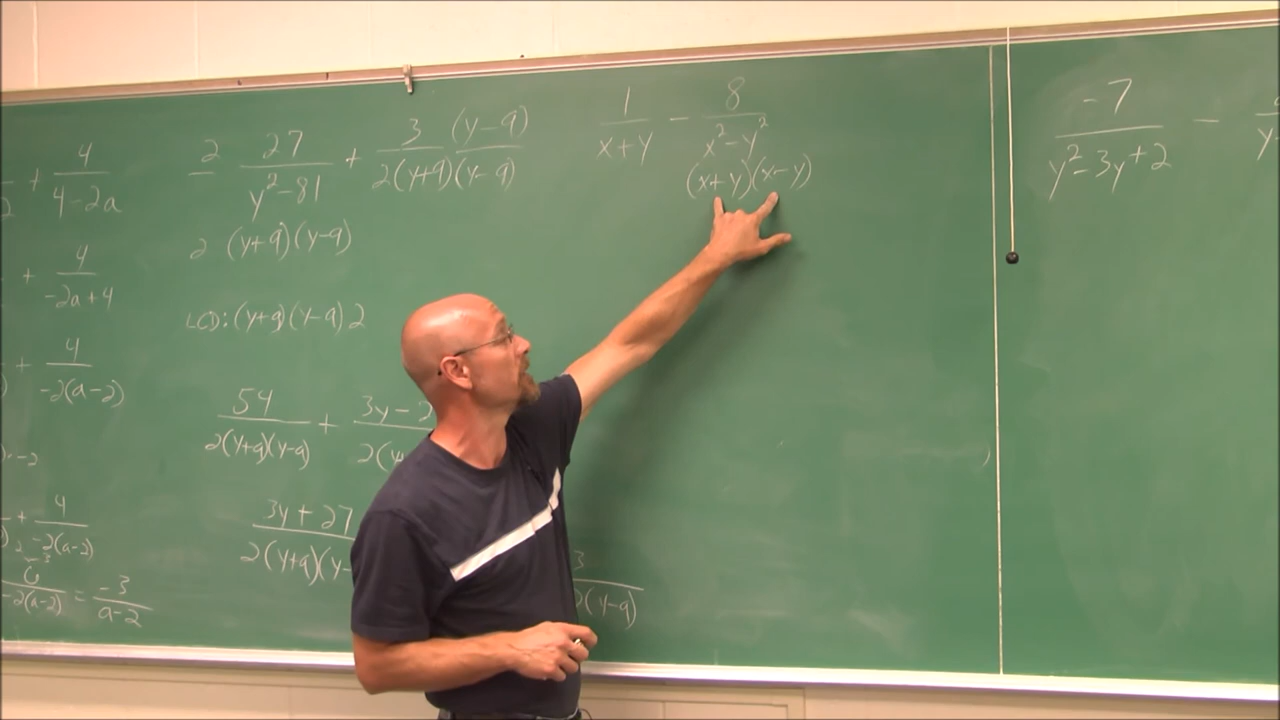 + 4/(4-2a)
+ 4/(-2a+4)
+ 4/(-2(a-2))
+ 4/(-2(a-2))
6/(-2(a-2)) = -3/(a-2)
2/ 27/(y²-81) + 3(y-9)/(2(y+9)(y-9))
2 (y+9)(y-9)
LCD: (y+9)(y-9)2
54/(2(y+9)(y-9)) + 3y-2
3y+27
2(y+9)(y-
3
2(y-9)
1/(x+y) - 8/(x²-y²)
(x+y)(x-y)
-7/(y²-3y+2) -